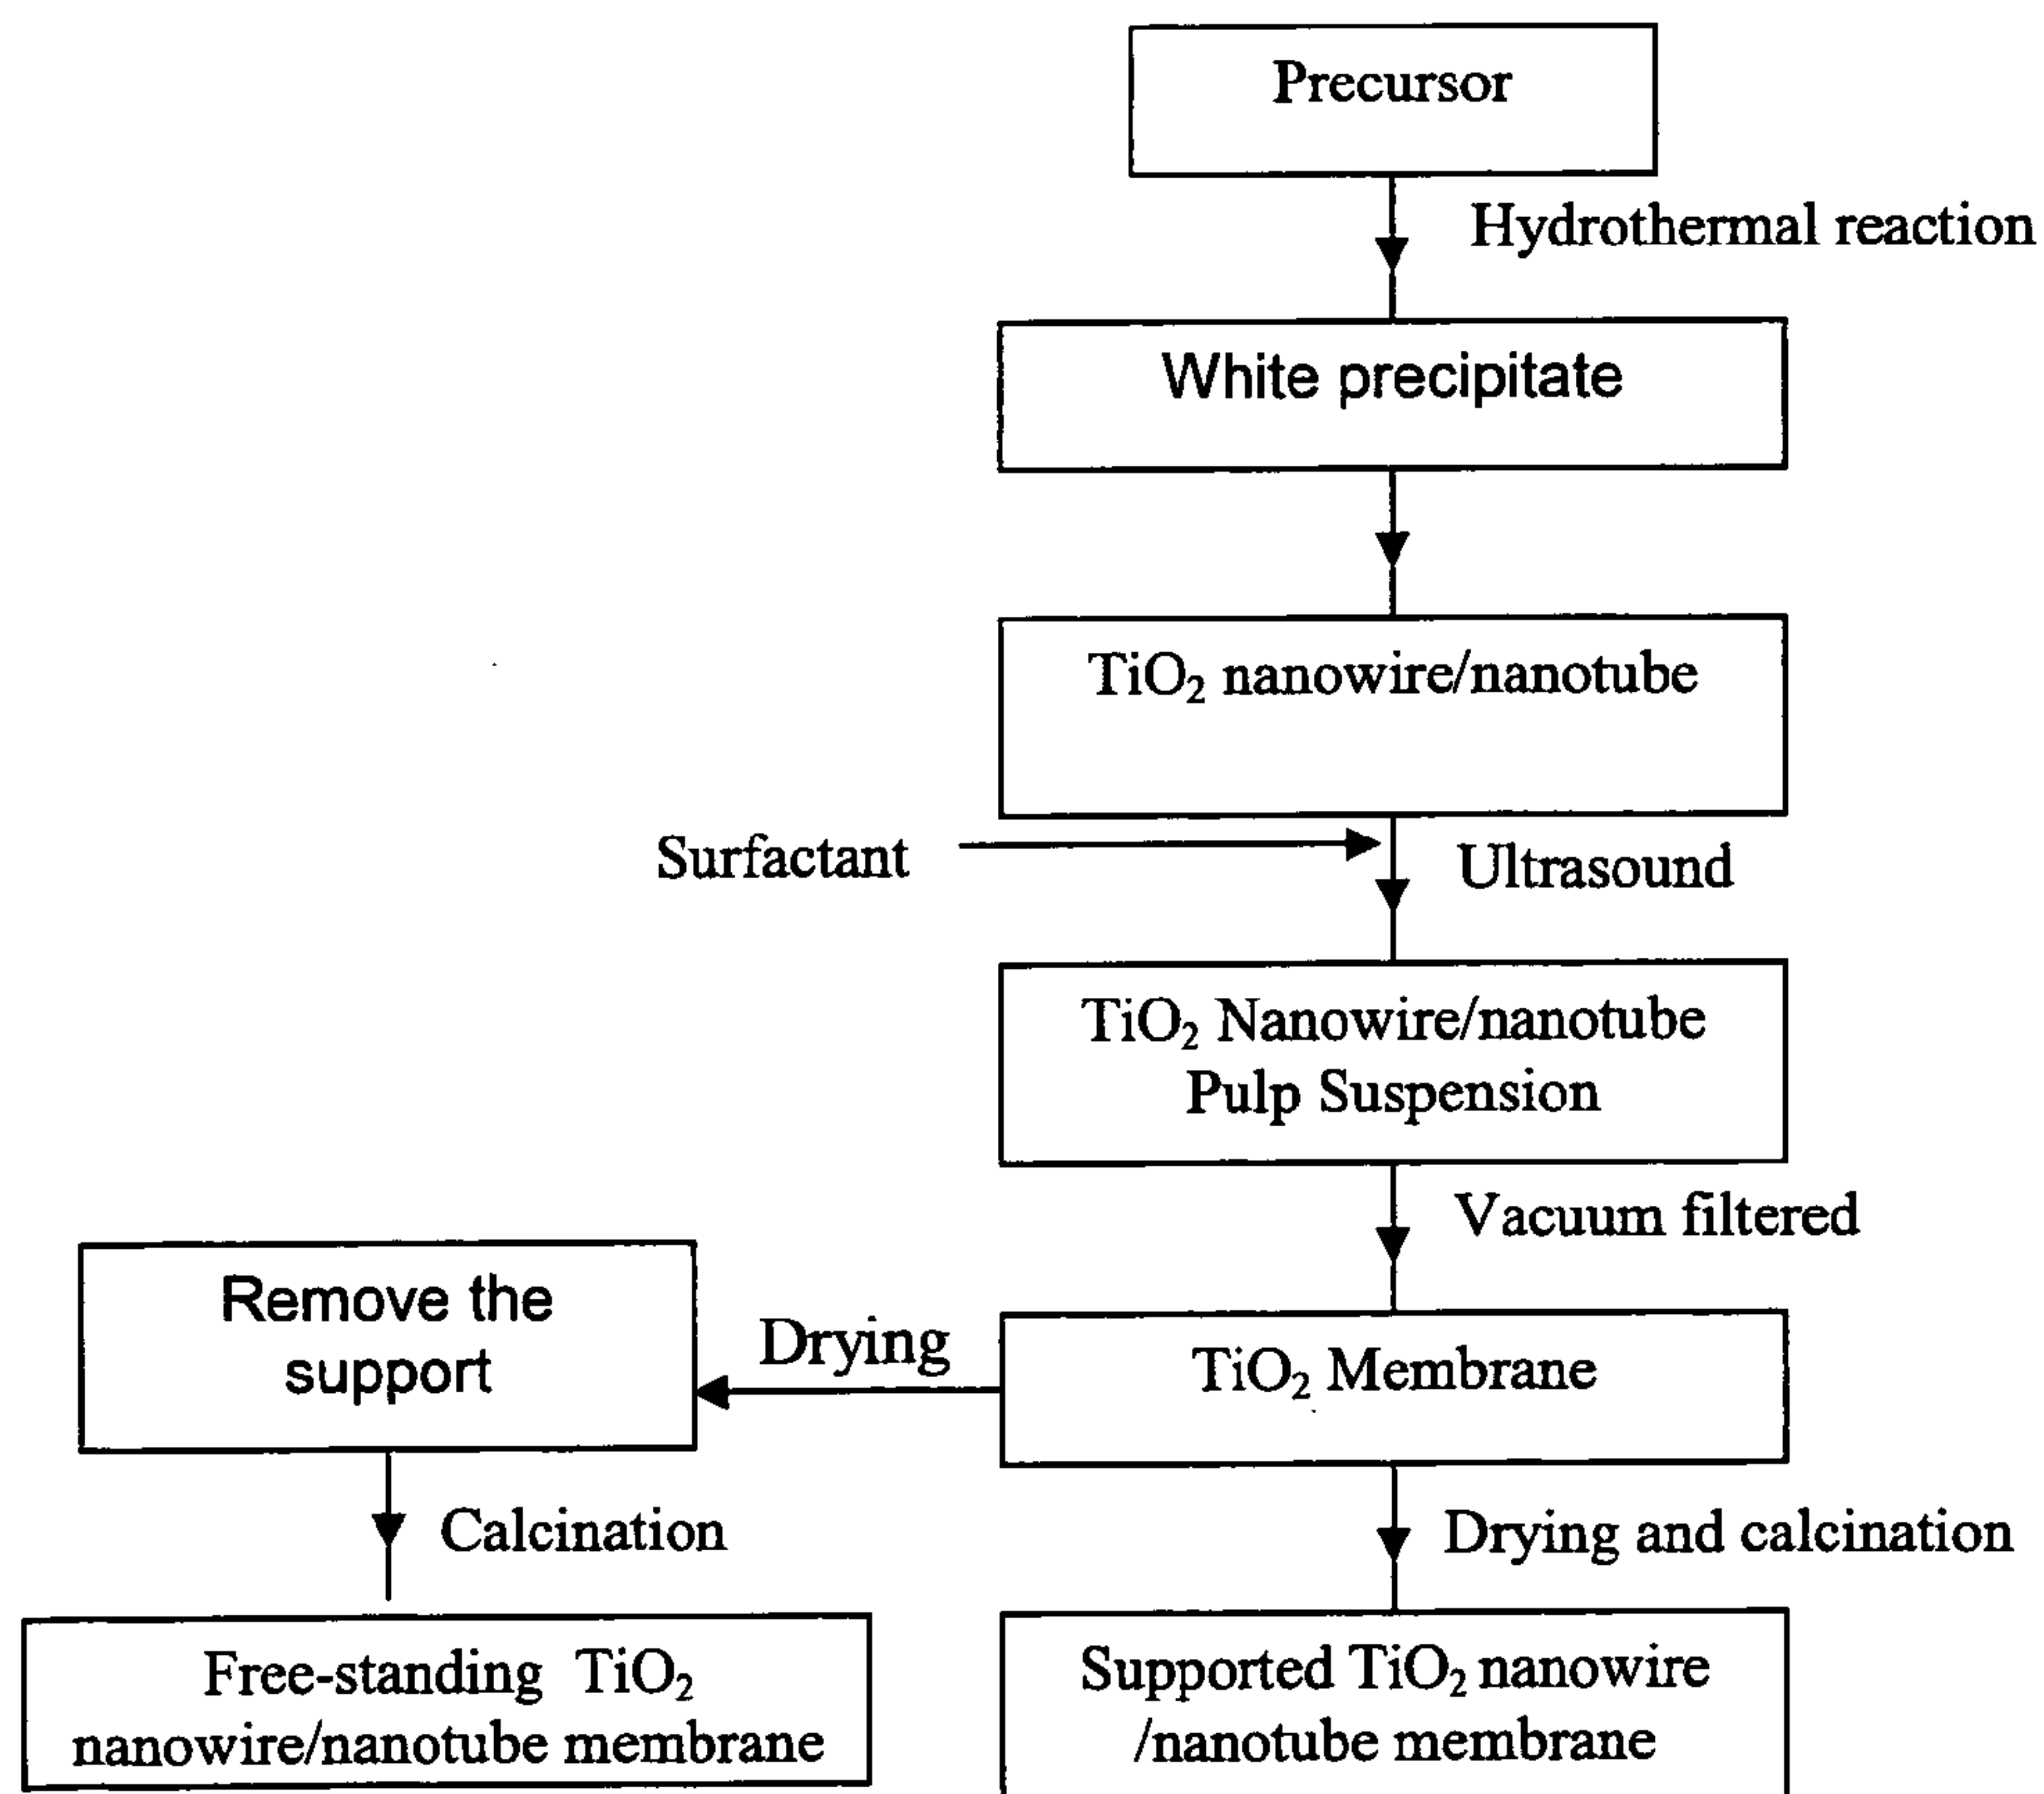 Precursor
Hydrothermal reaction
White precipitate
TiO₂ nanowire/nanotube
Surfactant
Ultrasound
TiO₂ Nanowire/nanotube
Pulp Suspension
Vacuum filtered
Remove the
support
Drying
TiO₂ Membrane
Calcination
Drying and calcination
Free-standing TiO₂
nanowire/nanotube membrane
Supported TiO₂ nanowire
/nanotube membrane